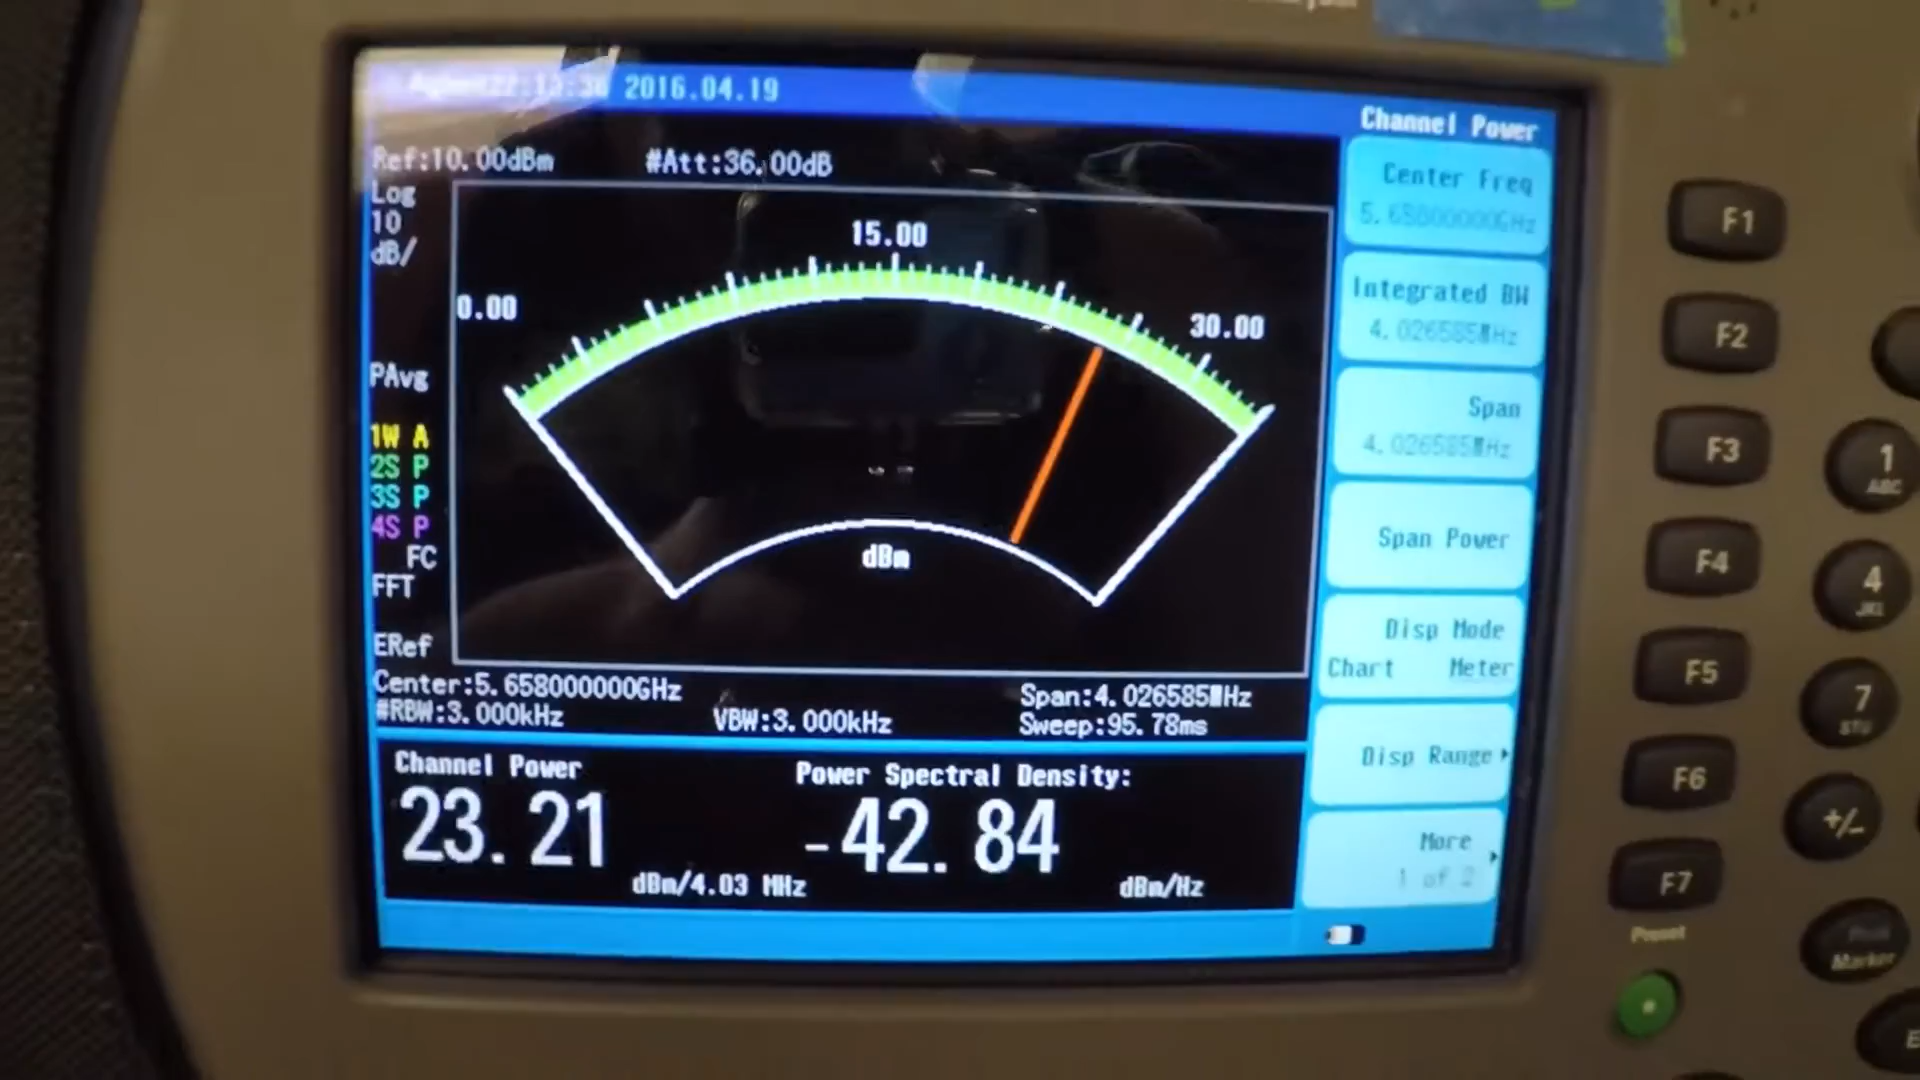 2016.04.19
Channel Power
Ref:10.00dBm #Att:36.00dB
Log
10
dB/
0.00
15.00
30.00
PAvg
1W A
2S P
3S P
4S P
FC
FFT
ERef
dBm
Center:5.658000000GHz
Span:4.026585MHz
#RBW:3.000kHz
VBW:3.000kHz
Sweep:95.78ms
Channel Power
23.21
dBm/4.03 MHz
Power Spectral Density:
-42.84
dBm/Hz
Center Freq
5.65800000GHz
Integrated BW
4.026585MHz
Span
4.026585MHz
Span Power
Disp Mode
Chart Meter
Disp Range
More
1 of 2
F1
F2
F3
F4
F5
F6
F7
Preset
1
ABC
4
JKL
7
STU
+/-
Marker